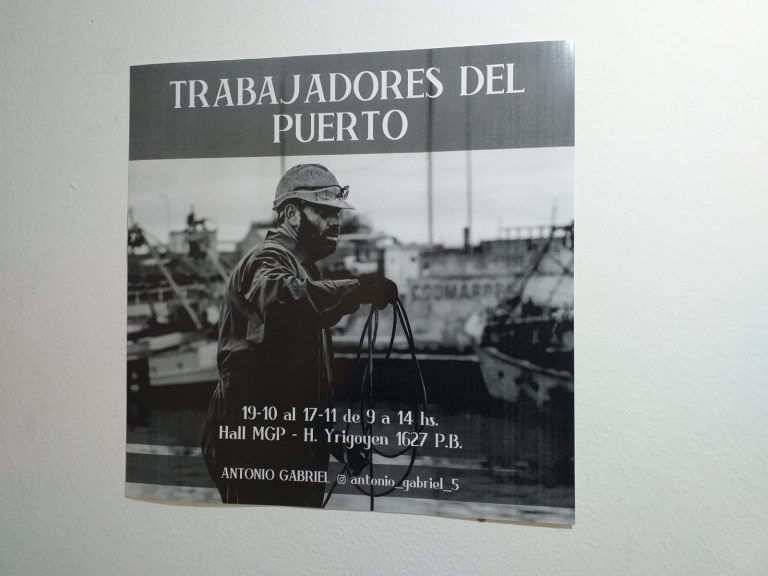 TRABAJADORES DEL
PUERTO
19-10 al 17-11 de 9 a 14 hs.
Hall MGP - H. Yrigoyen 1627 P.B.
ANTONIO GABRIEL antonio_gabriel_5